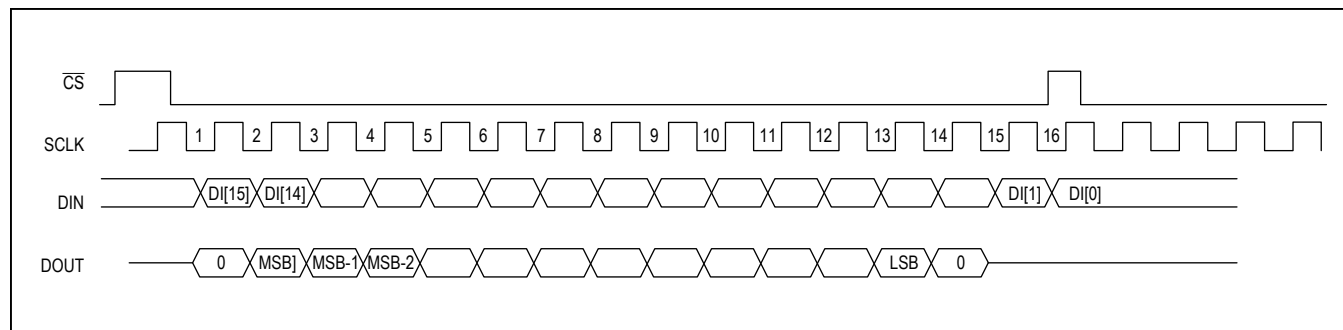 CS
SCLK 1 2 3 4 5 6 7 8 9 10 11 12 13 14 15 16
DIN DI[15] DI[14] DI[1] DI[0]
DOUT 0 MSB] MSB-1 MSB-2 LSB 0